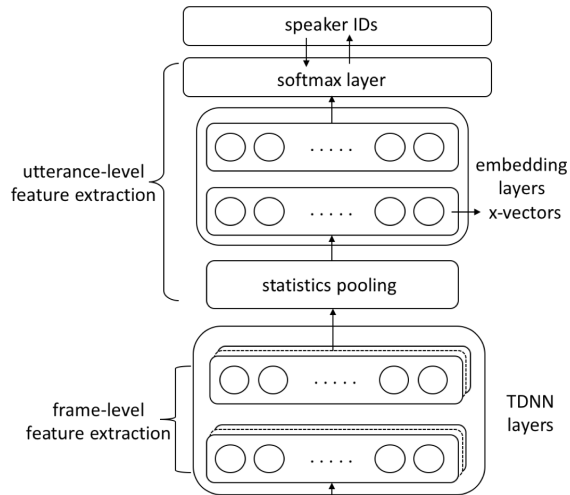 speaker IDs
softmax layer
utterance-level
feature extraction
.....
embedding
layers
.....
x-vectors
statistics pooling
.....
TDNN
layers
frame-level
feature extraction
.....